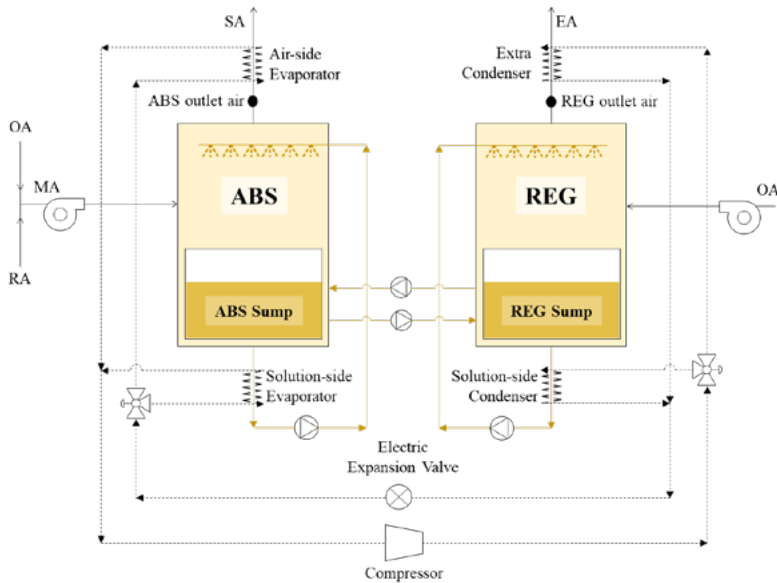 SA
EA
Air-side
Evaporator
Extra
Condenser
ABS outlet air
REG outlet air
OA
MA
RA
ABS
REG
OA
ABS Sump
REG Sump
Solution-side
Evaporator
Solution-side
Condenser
Electric
Expansion Valve
Compressor